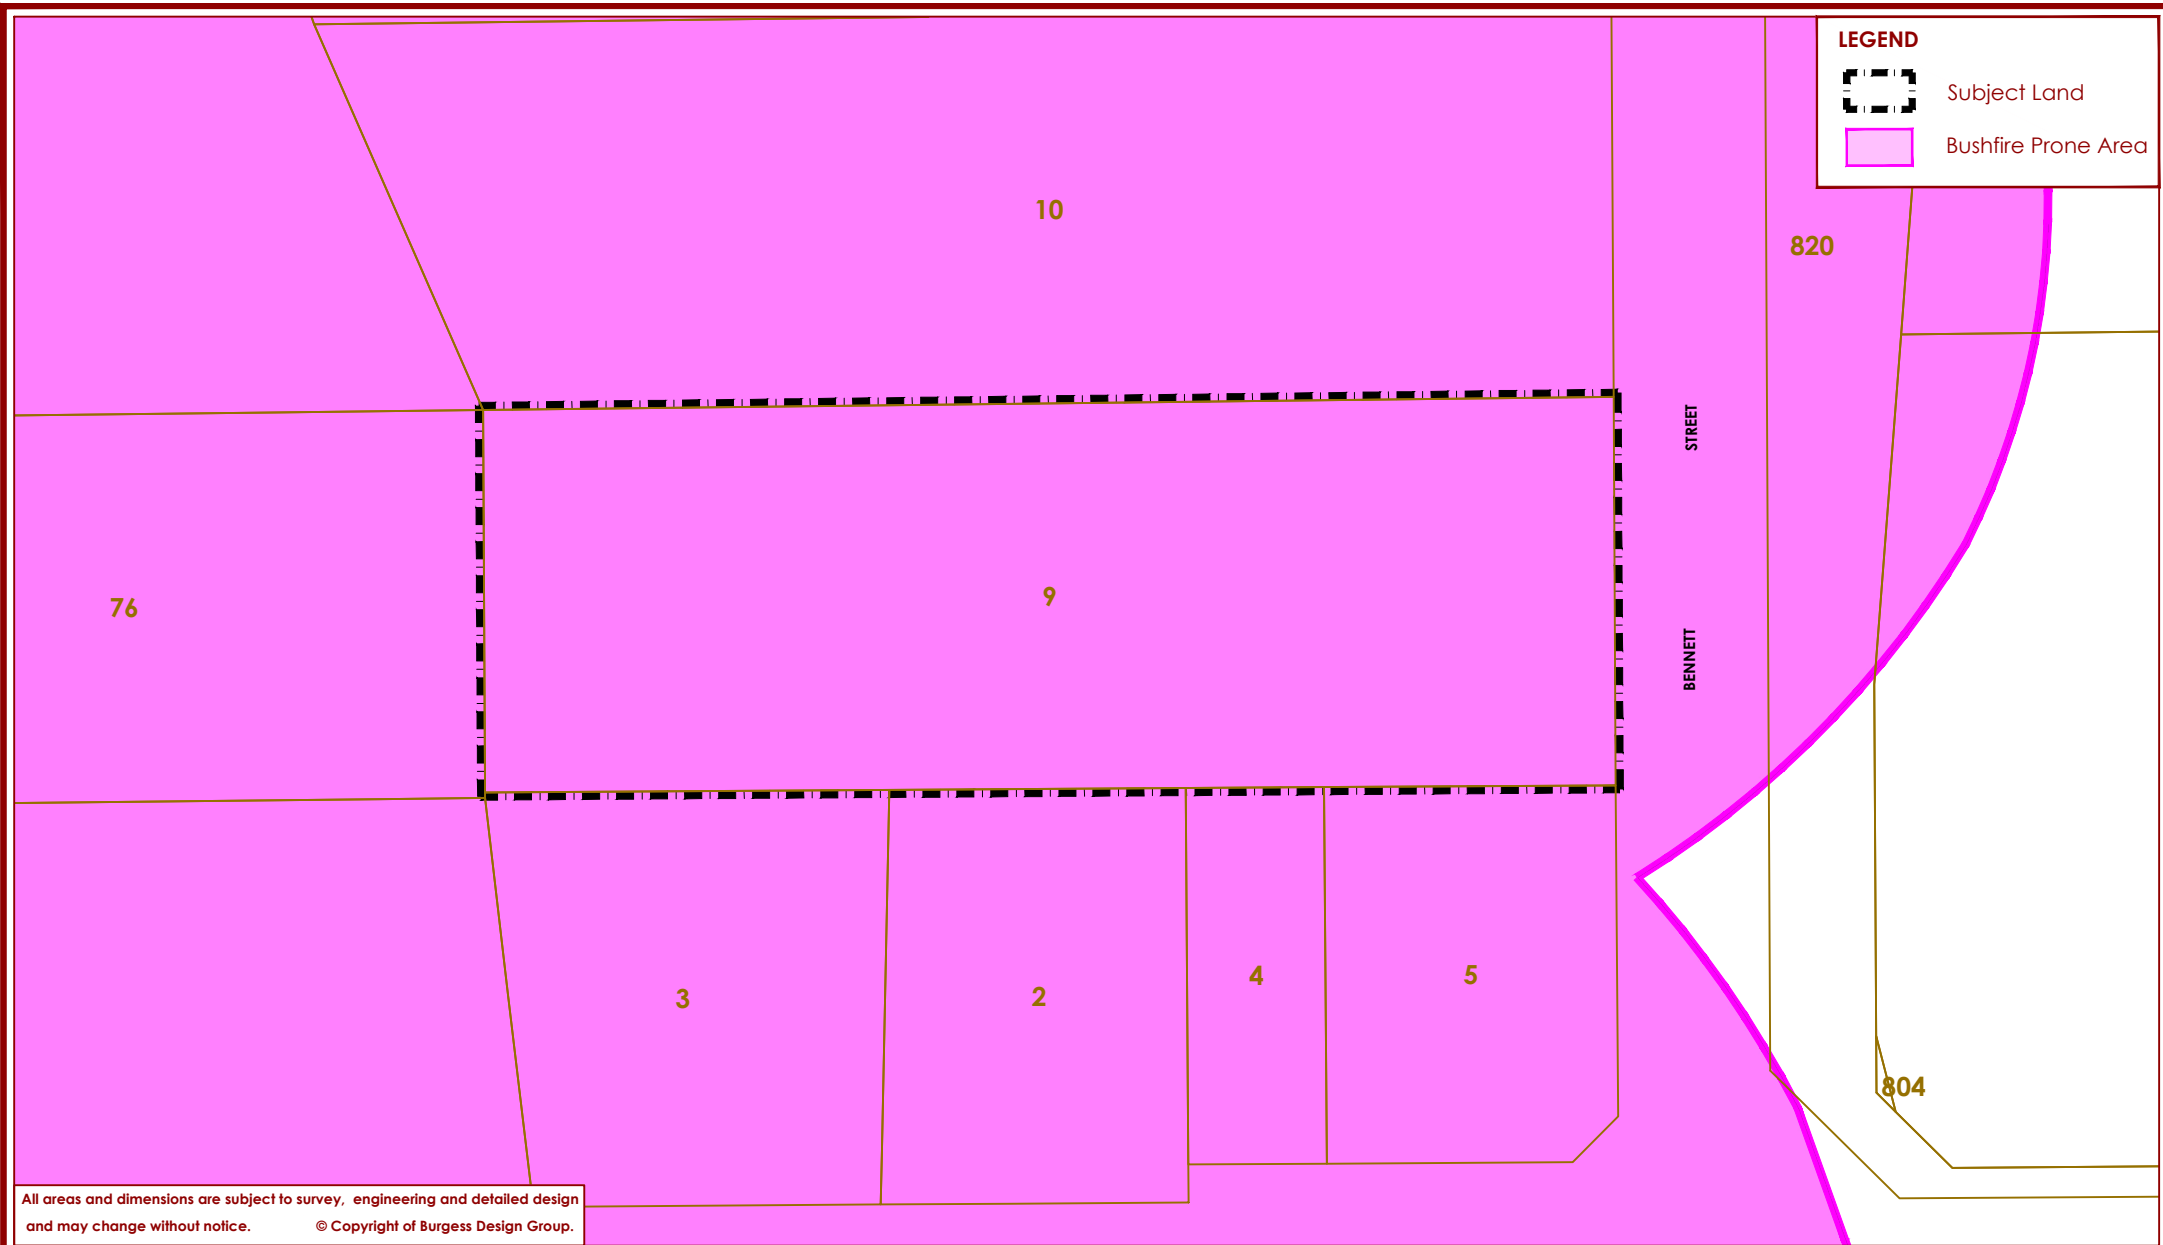 LEGEND
Subject Land
Bushfire Prone Area
10
820
STREET
9
76
BENNETT
3
2
4
5
804
All areas and dimensions are subject to survey, engineering and detailed design
and may change without notice. © Copyright of Burgess Design Group.